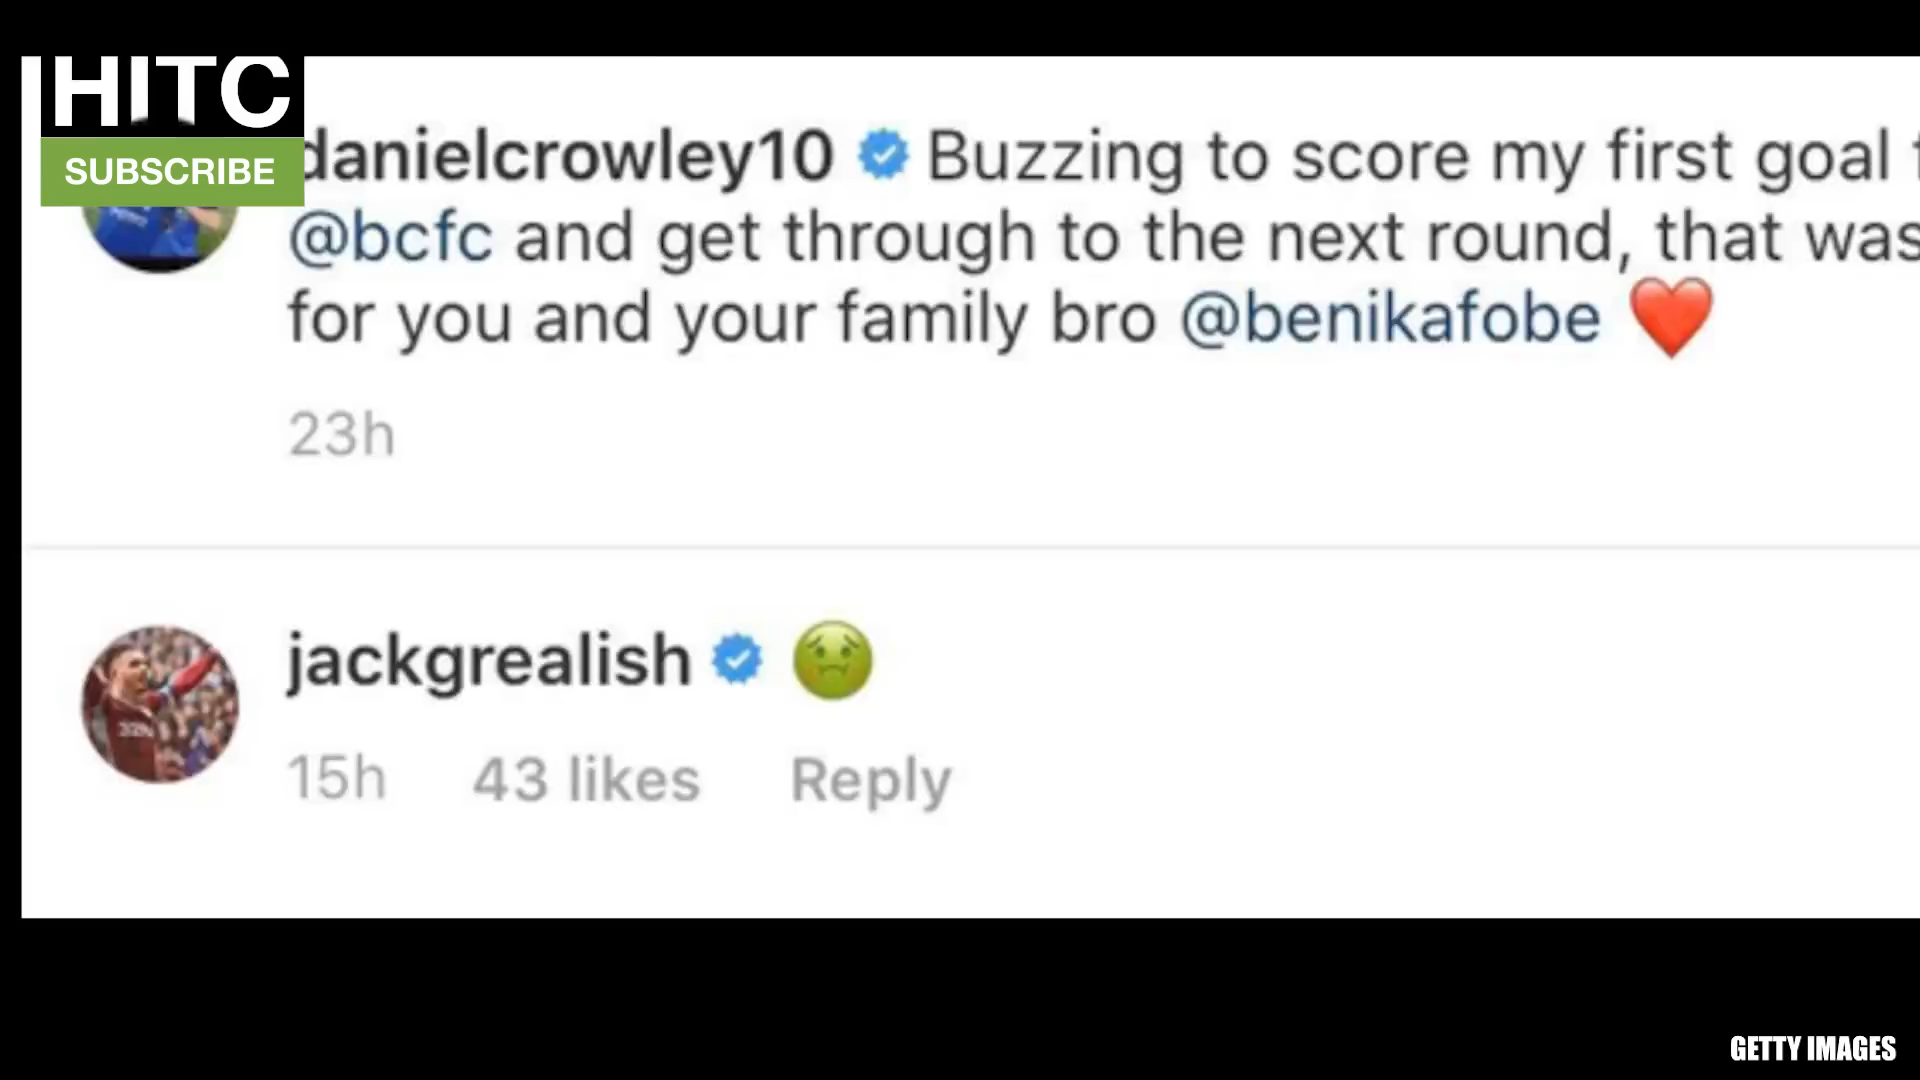 HITC
SUBSCRIBE
danielcrowley10 Buzzing to score my first goal
@bcfc and get through to the next round, that was
for you and your family bro @benikafobe ❤️
23h
jackgrealish 🤢
15h 43 likes Reply
GETTY IMAGES